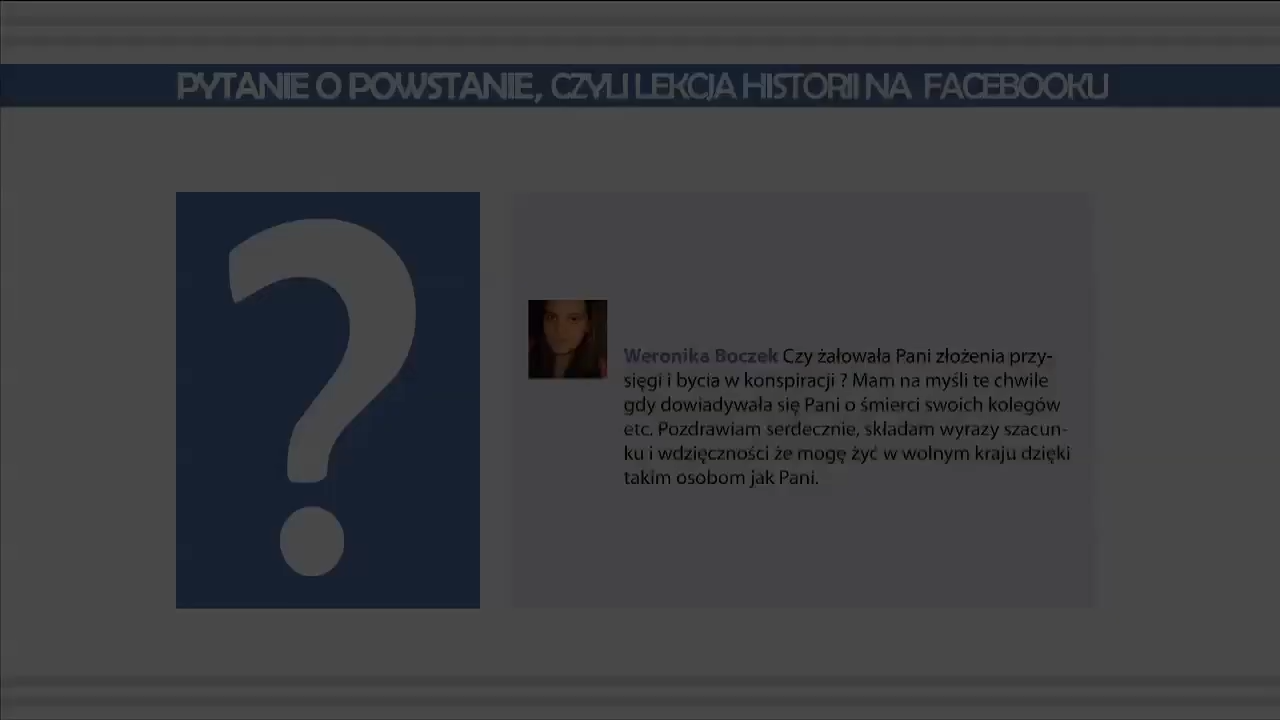 PYTANIE O POWSTANIE, CZYLI LEKCJA HISTORII NA FACEBOOKU
?
Weronika Boczek Czy żałowała Pani złożenia przy-
sięgi i bycia w konspiracji ? Mam na myśli te chwile
gdy dowiadywała się Pani o śmierci swoich kolegów
etc. Pozdrawiam serdecznie, składam wyrazy szacun-
ku i wdzięczności że mogę żyć w wolnym kraju dzięki
takim osobom jak Pani.